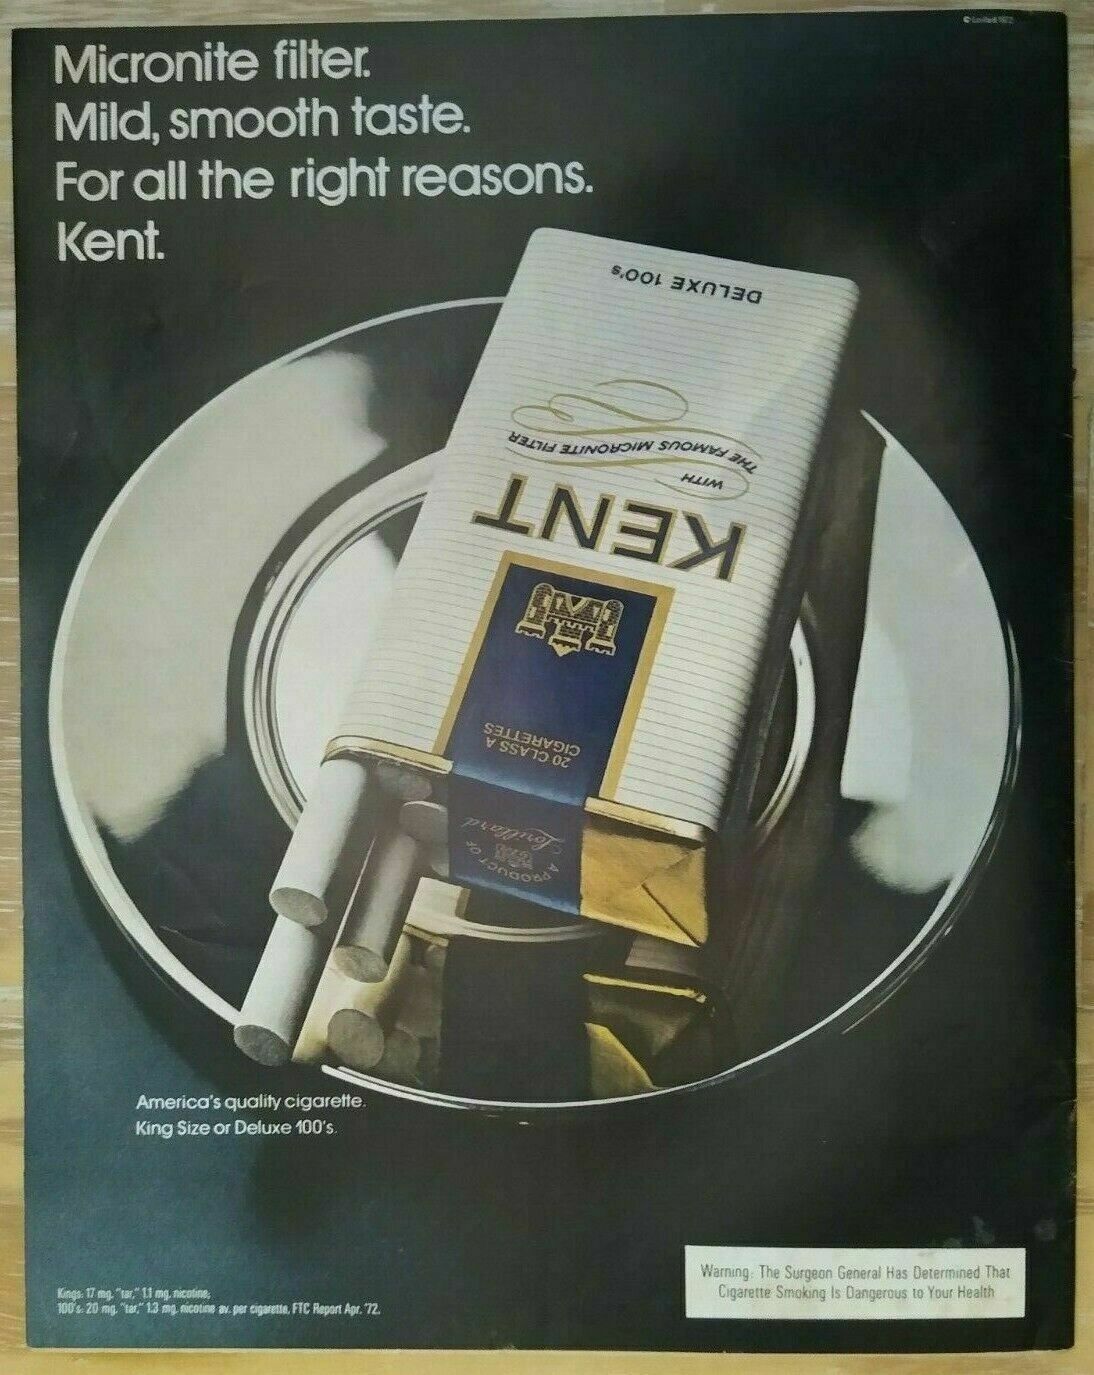 © Lorillard 1972
Micronite filter.
Mild, smooth taste.
For all the right reasons.
Kent.
DELUXE 100's
THE FAMOUS MICRONITE FILTER
WITH
KENT
20 CLASS A
CIGARETTES
A PRODUCT OF
Lorillard
America's quality cigarette.
King Size or Deluxe 100's.
Kings: 17 mg. "tar," 1.1 mg. nicotine;
100's: 20 mg. "tar," 1.3 mg. nicotine av. per cigarette, FTC Report Apr. '72.
Warning: The Surgeon General Has Determined That
Cigarette Smoking Is Dangerous to Your Health